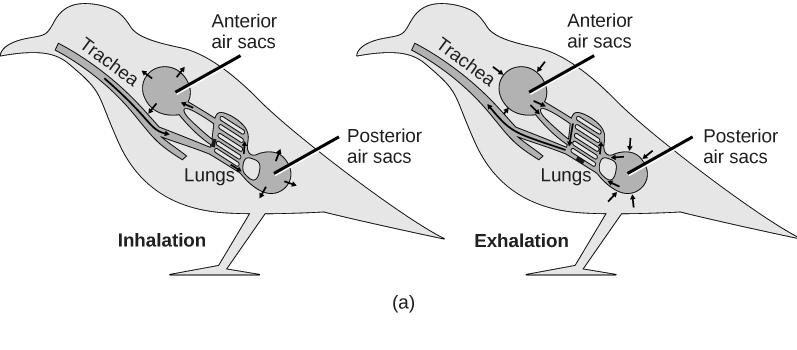 Anterior
air sacs
Trachea
Posterior
air sacs
Lungs
Inhalation
Anterior
air sacs
Trachea
Posterior
air sacs
Lungs
Exhalation
(a)